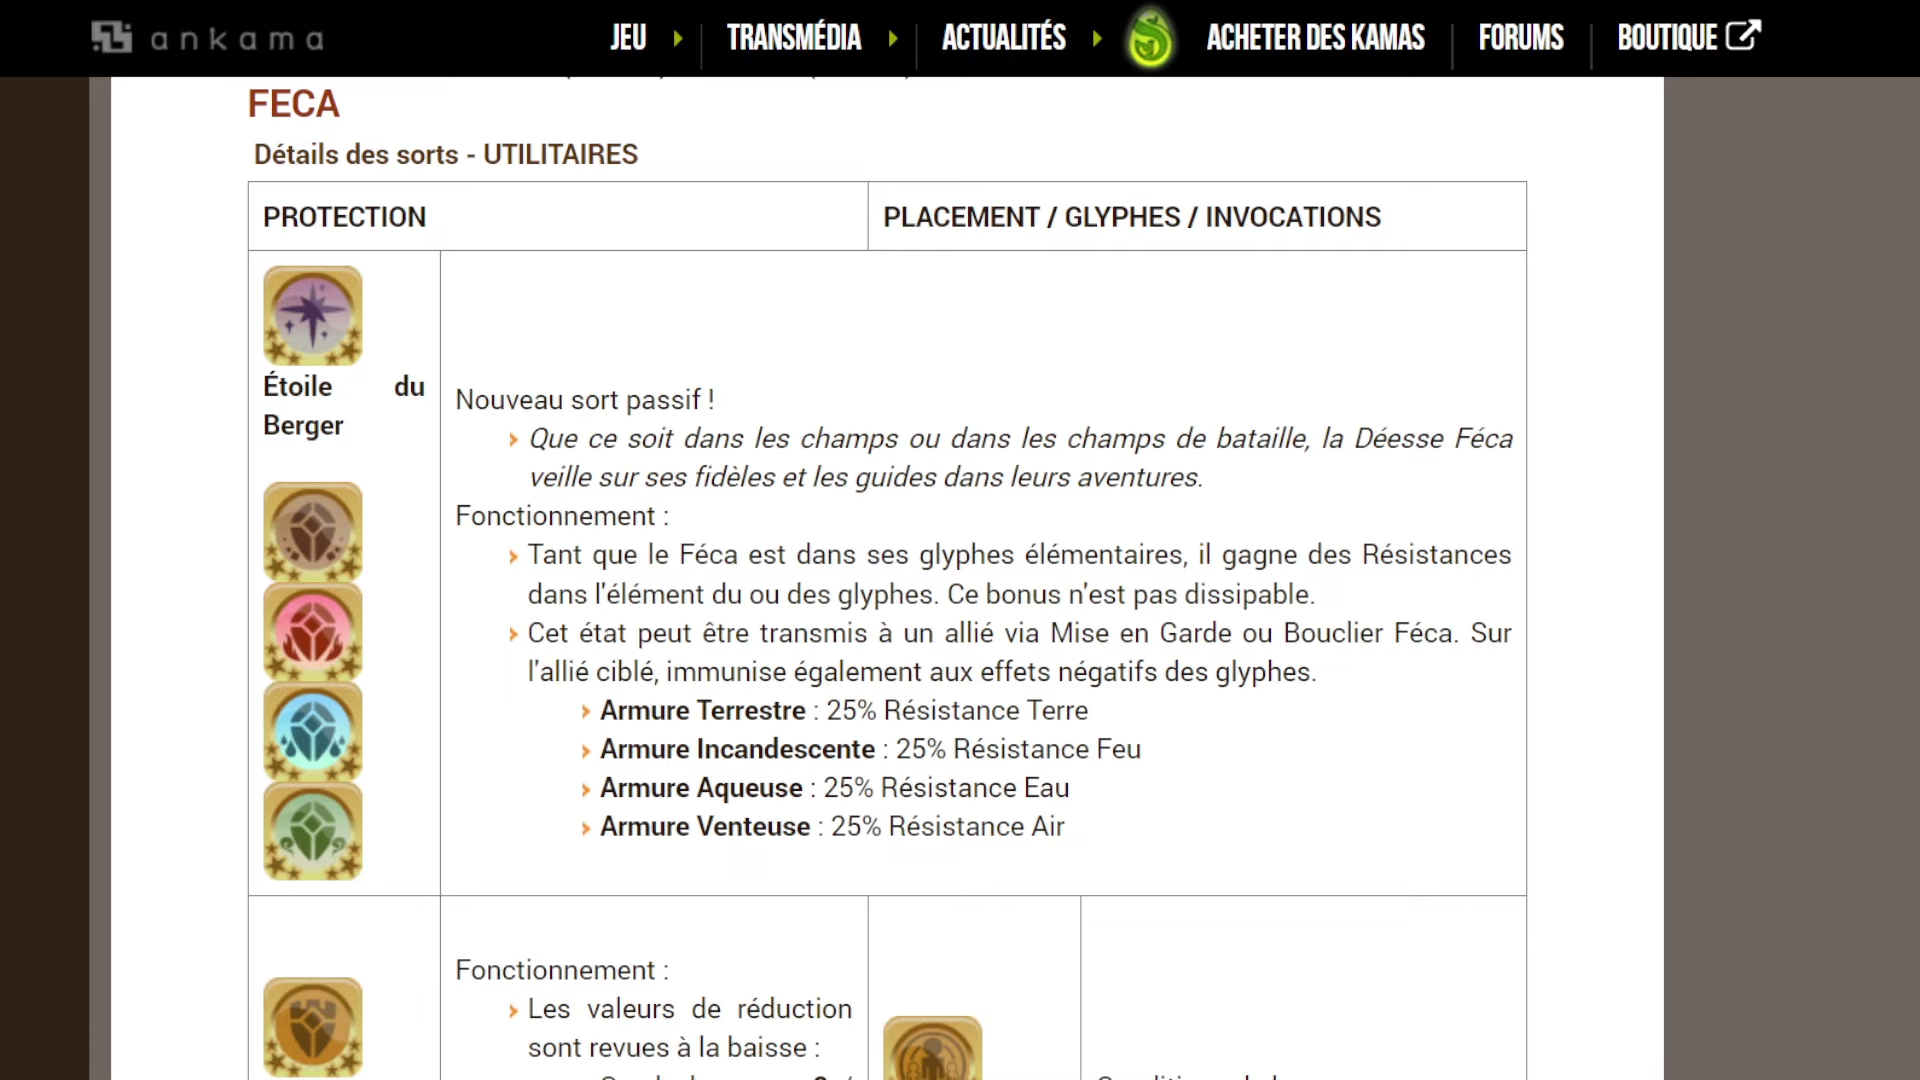 ankama
JEU
TRANSMÉDIA
ACTUALITÉS
ACHETER DES KAMAS
FORUMS
BOUTIQUE
FECA
Détails des sorts - UTILITAIRES
PROTECTION
PLACEMENT / GLYPHES / INVOCATIONS
Étoile du
Berger
Nouveau sort passif !
Que ce soit dans les champs ou dans les champs de bataille, la Déesse Féca
veille sur ses fidèles et les guides dans leurs aventures.
Fonctionnement :
Tant que le Féca est dans ses glyphes élémentaires, il gagne des Résistances
dans l'élément du ou des glyphes. Ce bonus n'est pas dissipable.
Cet état peut être transmis à un allié via Mise en Garde ou Bouclier Féca. Sur
l'allié ciblé, immunise également aux effets négatifs des glyphes.
Armure Terrestre : 25% Résistance Terre
Armure Incandescente : 25% Résistance Feu
Armure Aqueuse : 25% Résistance Eau
Armure Venteuse : 25% Résistance Air
Fonctionnement :
Les valeurs de réduction
sont revues à la baisse :